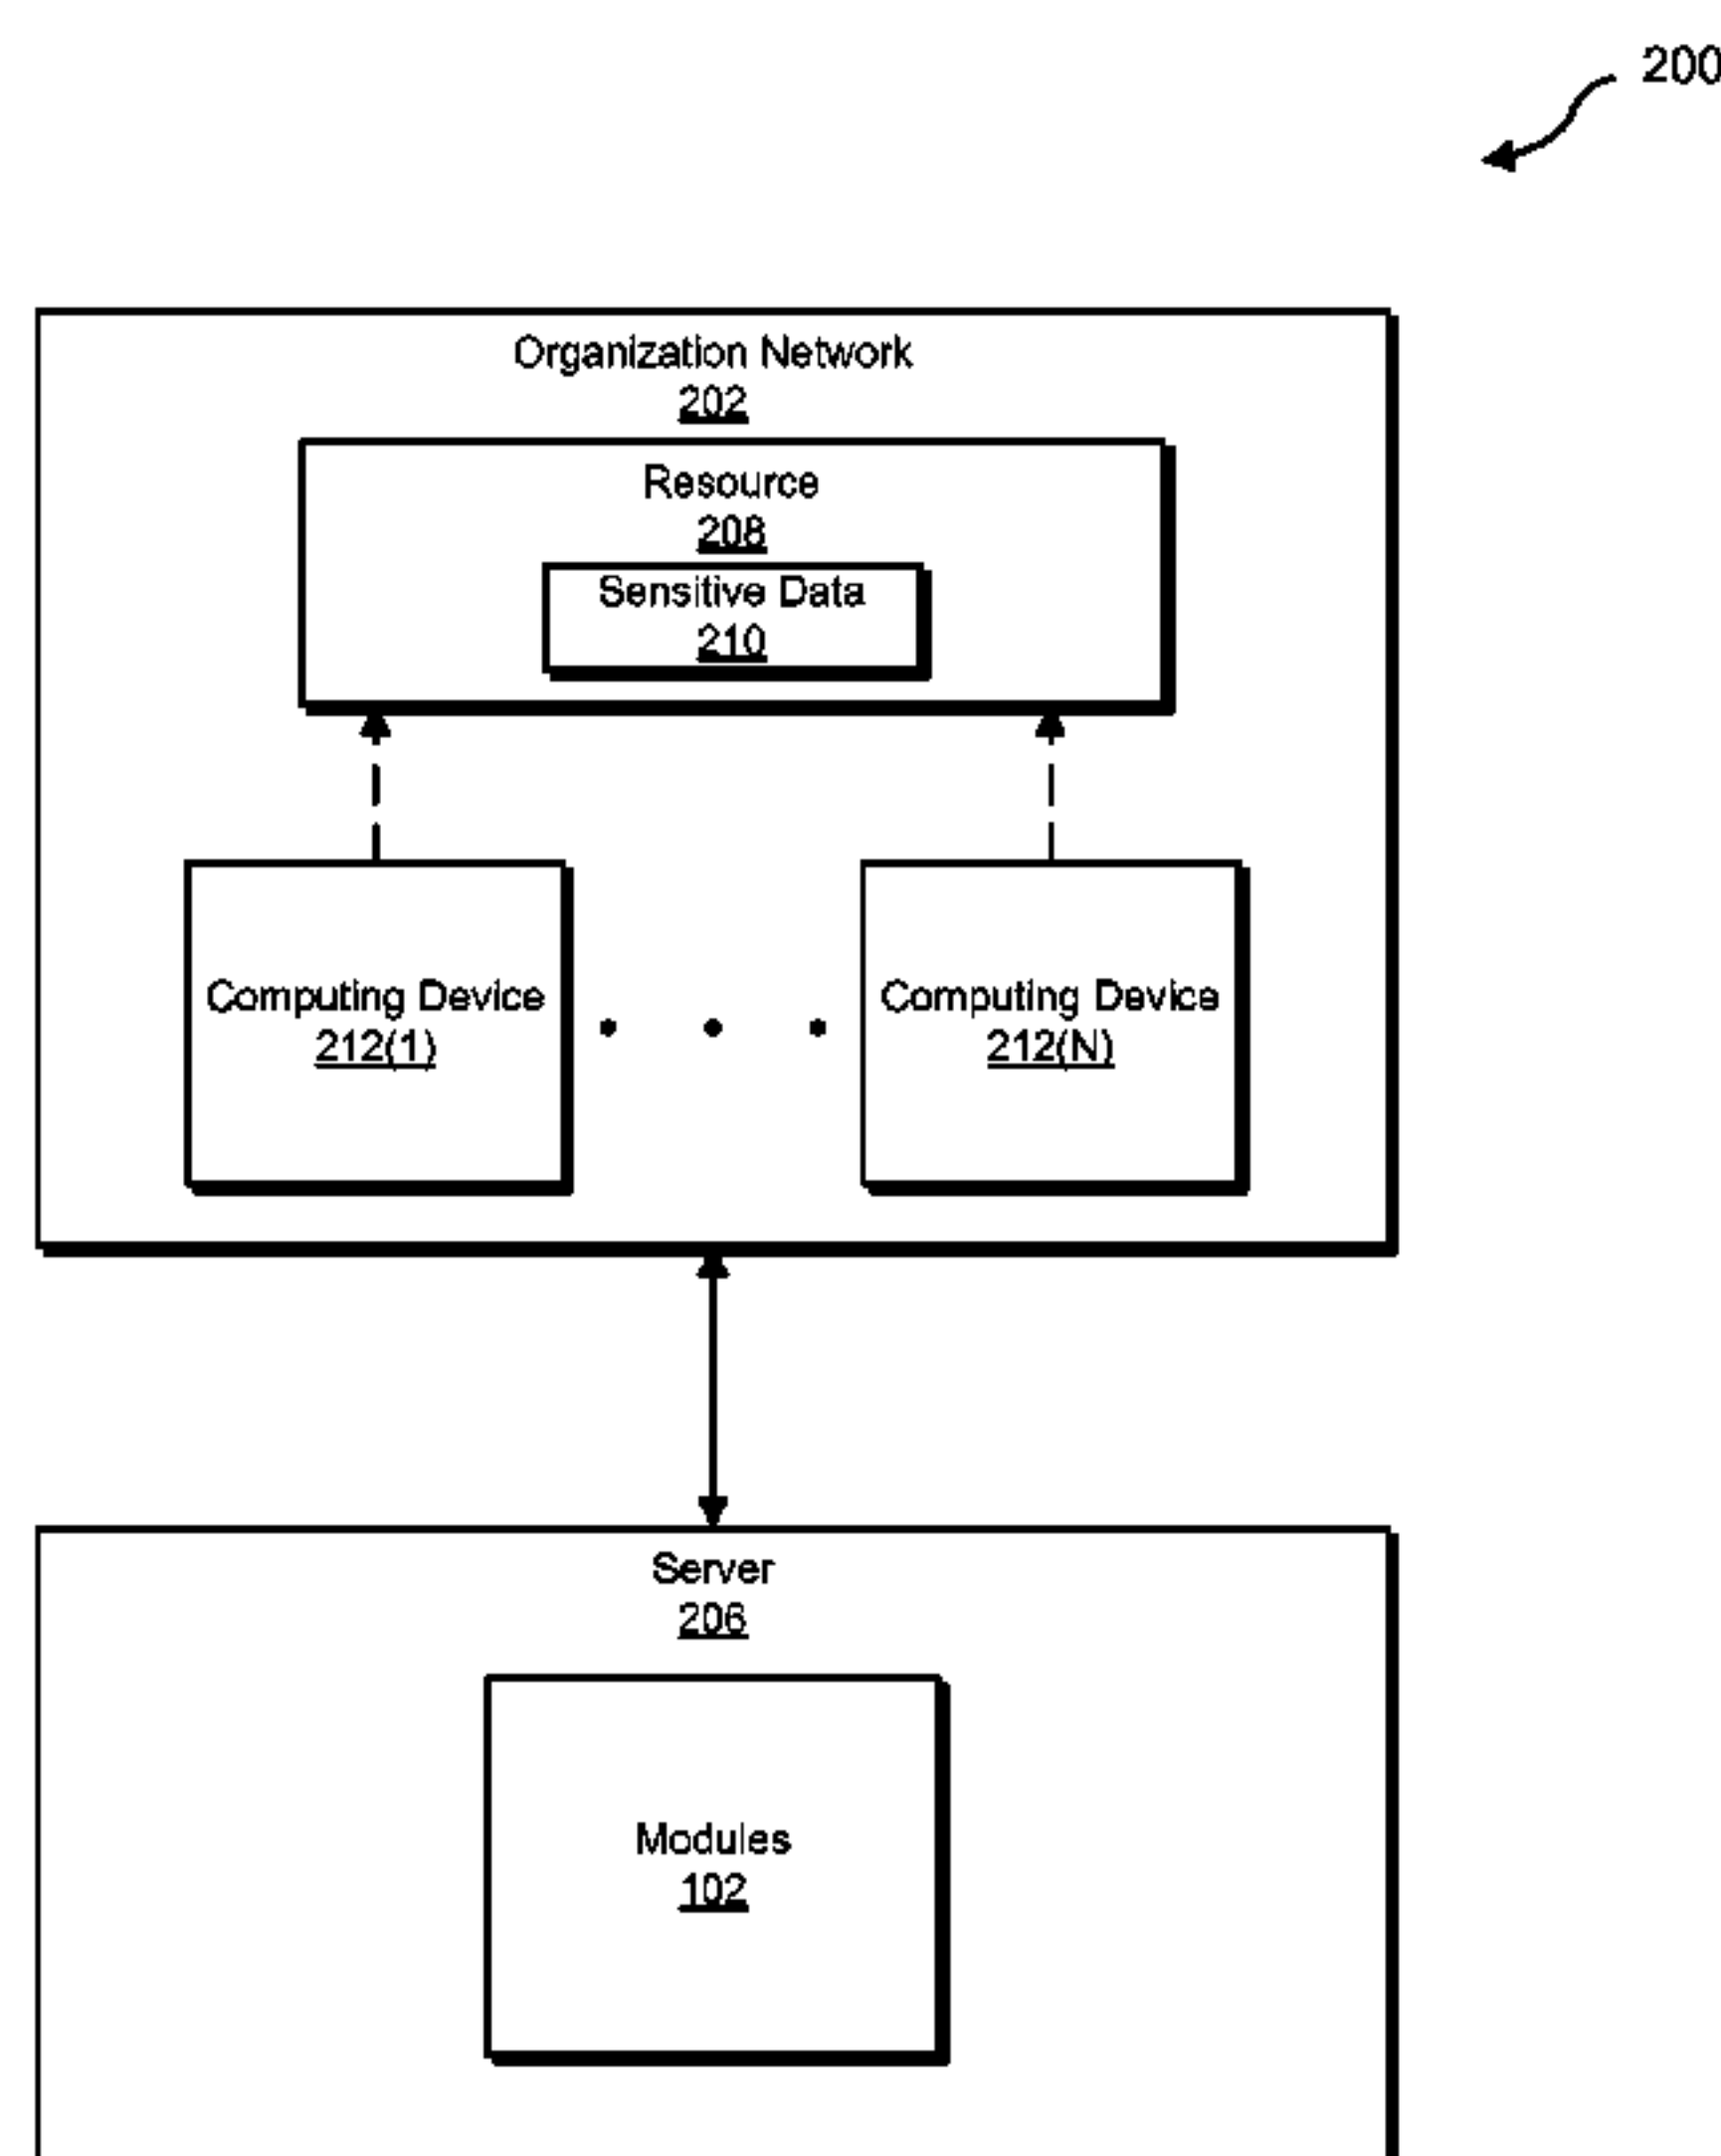 200
Organization Network
202
Resource
208
Sensitive Data
210
Computing Device
212(1)
Computing Device
212(N)
Server
206
Modules
102